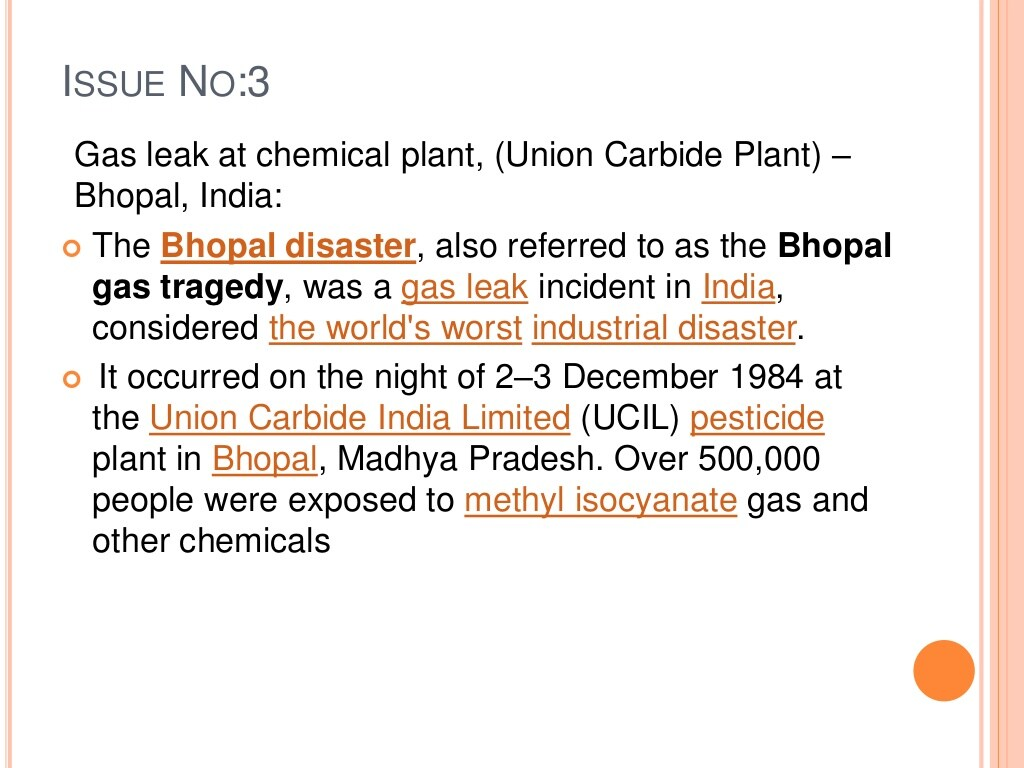 Issue No:3
Gas leak at chemical plant, (Union Carbide Plant) –
Bhopal, India:
The Bhopal disaster, also referred to as the Bhopal
gas tragedy, was a gas leak incident in India,
considered the world's worst industrial disaster.
It occurred on the night of 2–3 December 1984 at
the Union Carbide India Limited (UCIL) pesticide
plant in Bhopal, Madhya Pradesh. Over 500,000
people were exposed to methyl isocyanate gas and
other chemicals